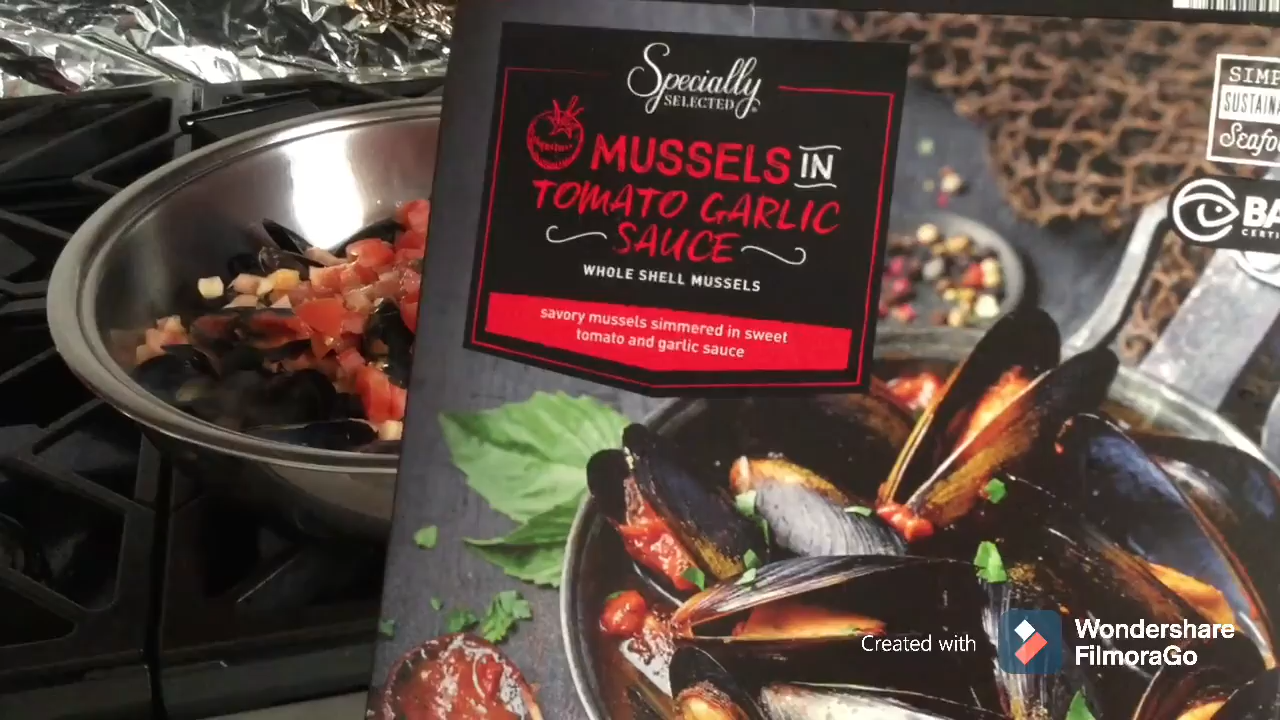 Specially
SELECTED
MUSSELS IN
TOMATO GARLIC
SAUCE
WHOLE SHELL MUSSELS
savory mussels simmered in sweet
tomato and garlic sauce
Created with
Wondershare
FilmoraGo